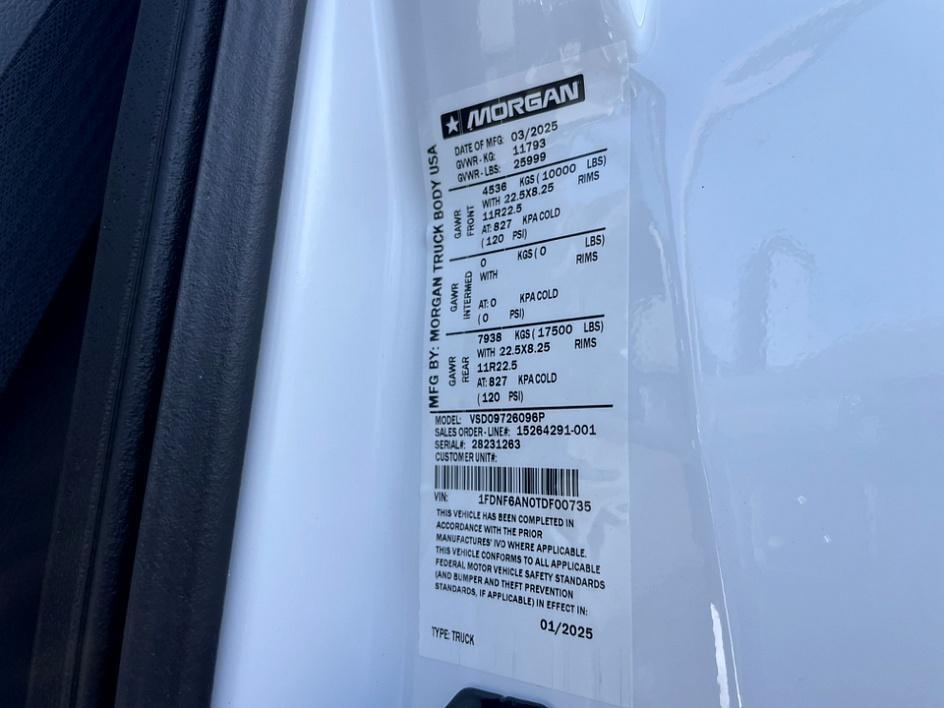 MORGAN
MFG BY: MORGAN TRUCK BODY USA
DATE OF MFG: 03/2025
GVWR - KG: 11793
GVWR - LBS: 25999
GAWR FRONT
4536 KGS ( 10000 LBS)
WITH 22.5X8.25 RIMS
11R22.5
AT: 827 KPA COLD
( 120 PSI)
GAWR INTERMED
0 KGS ( 0 LBS)
WITH RIMS
AT: 0 KPA COLD
( 0 PSI)
GAWR REAR
7938 KGS ( 17500 LBS)
WITH 22.5X8.25 RIMS
11R22.5
AT: 827 KPA COLD
( 120 PSI)
MODEL: VSD09726096P
SALES ORDER - LINE#: 15264291-001
SERIAL#: 28231263
CUSTOMER UNIT#:
VIN: 1FDNF6AN0TDF00735
THIS VEHICLE HAS BEEN COMPLETED IN
ACCORDANCE WITH THE PRIOR
MANUFACTURES' IVD WHERE APPLICABLE.
THIS VEHICLE CONFORMS TO ALL APPLICABLE
FEDERAL MOTOR VEHICLE SAFETY STANDARDS
(AND BUMPER AND THEFT PREVENTION
STANDARDS, IF APPLICABLE) IN EFFECT IN:
01/2025
TYPE: TRUCK